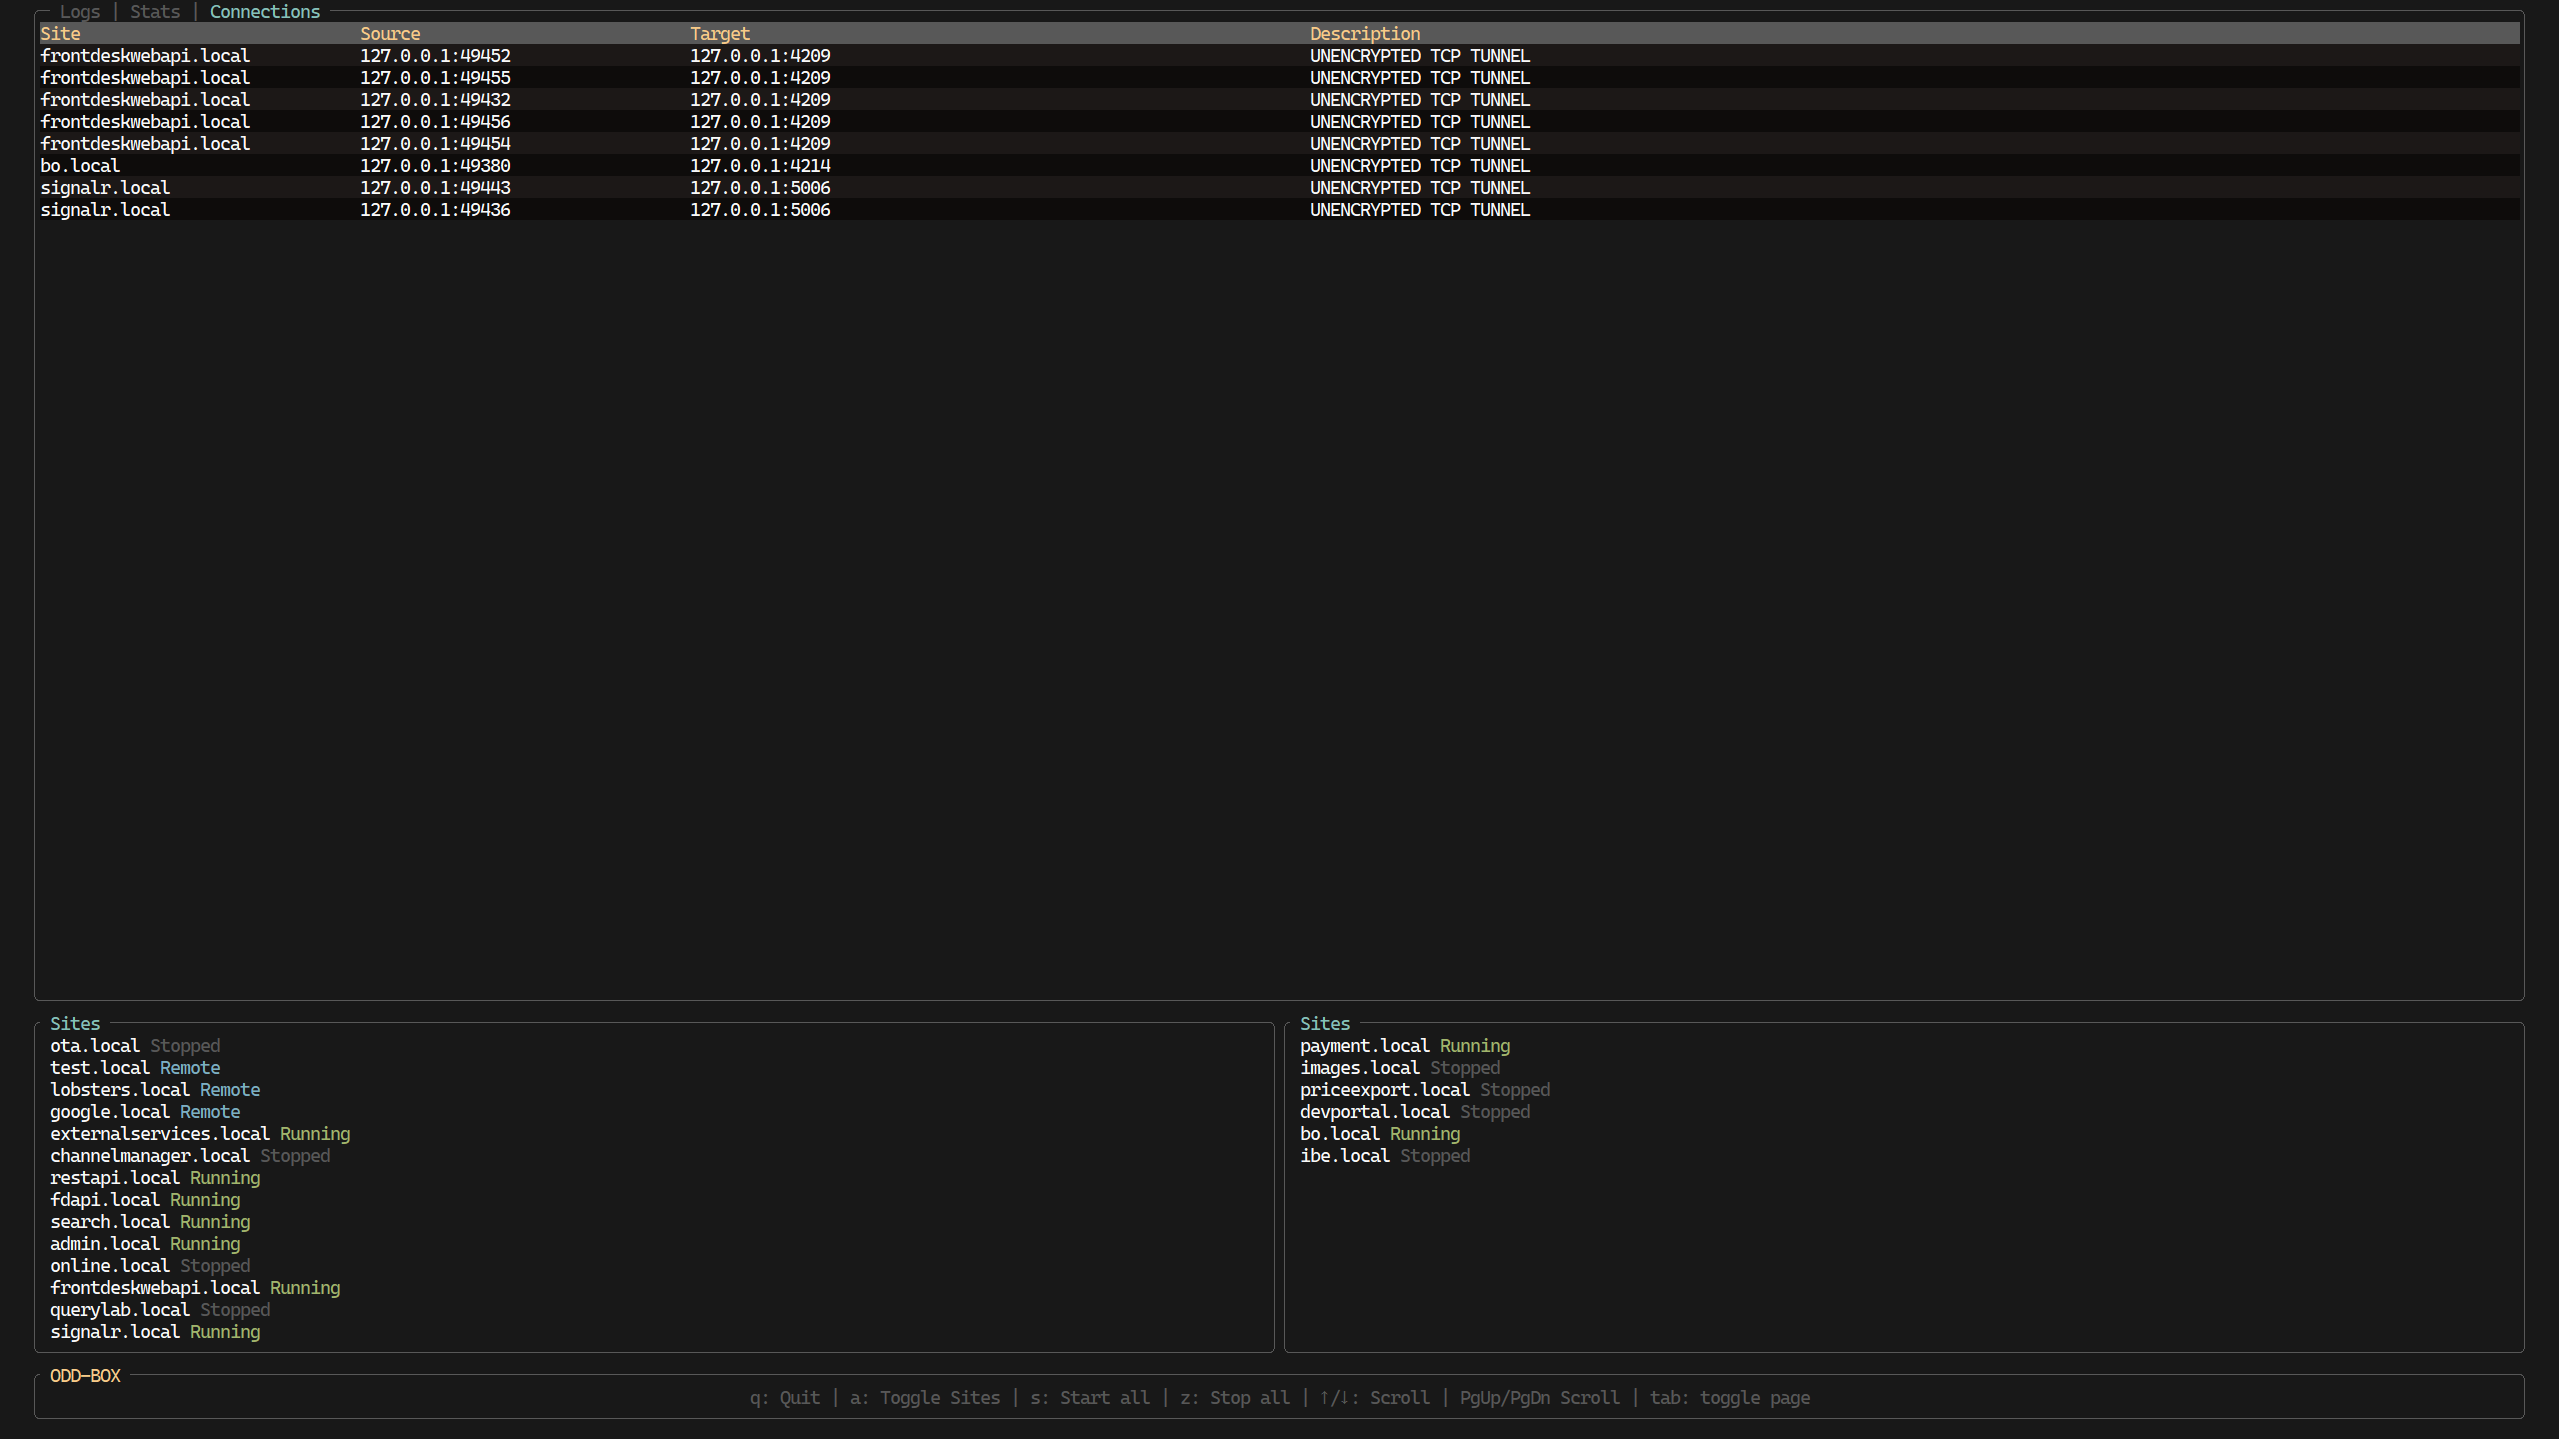 Logs | Stats | Connections
Site Source Target Description
frontdeskwebapi.local 127.0.0.1:49452 127.0.0.1:4209 UNENCRYPTED TCP TUNNEL
frontdeskwebapi.local 127.0.0.1:49455 127.0.0.1:4209 UNENCRYPTED TCP TUNNEL
frontdeskwebapi.local 127.0.0.1:49432 127.0.0.1:4209 UNENCRYPTED TCP TUNNEL
frontdeskwebapi.local 127.0.0.1:49456 127.0.0.1:4209 UNENCRYPTED TCP TUNNEL
frontdeskwebapi.local 127.0.0.1:49454 127.0.0.1:4209 UNENCRYPTED TCP TUNNEL
bo.local 127.0.0.1:49380 127.0.0.1:4214 UNENCRYPTED TCP TUNNEL
signalr.local 127.0.0.1:49443 127.0.0.1:5006 UNENCRYPTED TCP TUNNEL
signalr.local 127.0.0.1:49436 127.0.0.1:5006 UNENCRYPTED TCP TUNNEL
Sites
ota.local Stopped
test.local Remote
lobsters.local Remote
google.local Remote
externalservices.local Running
channelmanager.local Stopped
restapi.local Running
fdapi.local Running
search.local Running
admin.local Running
online.local Stopped
frontdeskwebapi.local Running
querylab.local Stopped
signalr.local Running
Sites
payment.local Running
images.local Stopped
priceexport.local Stopped
devportal.local Stopped
bo.local Running
ibe.local Stopped
ODD-BOX
q: Quit | a: Toggle Sites | s: Start all | z: Stop all | ↑/↓: Scroll | PgUp/PgDn Scroll | tab: toggle page